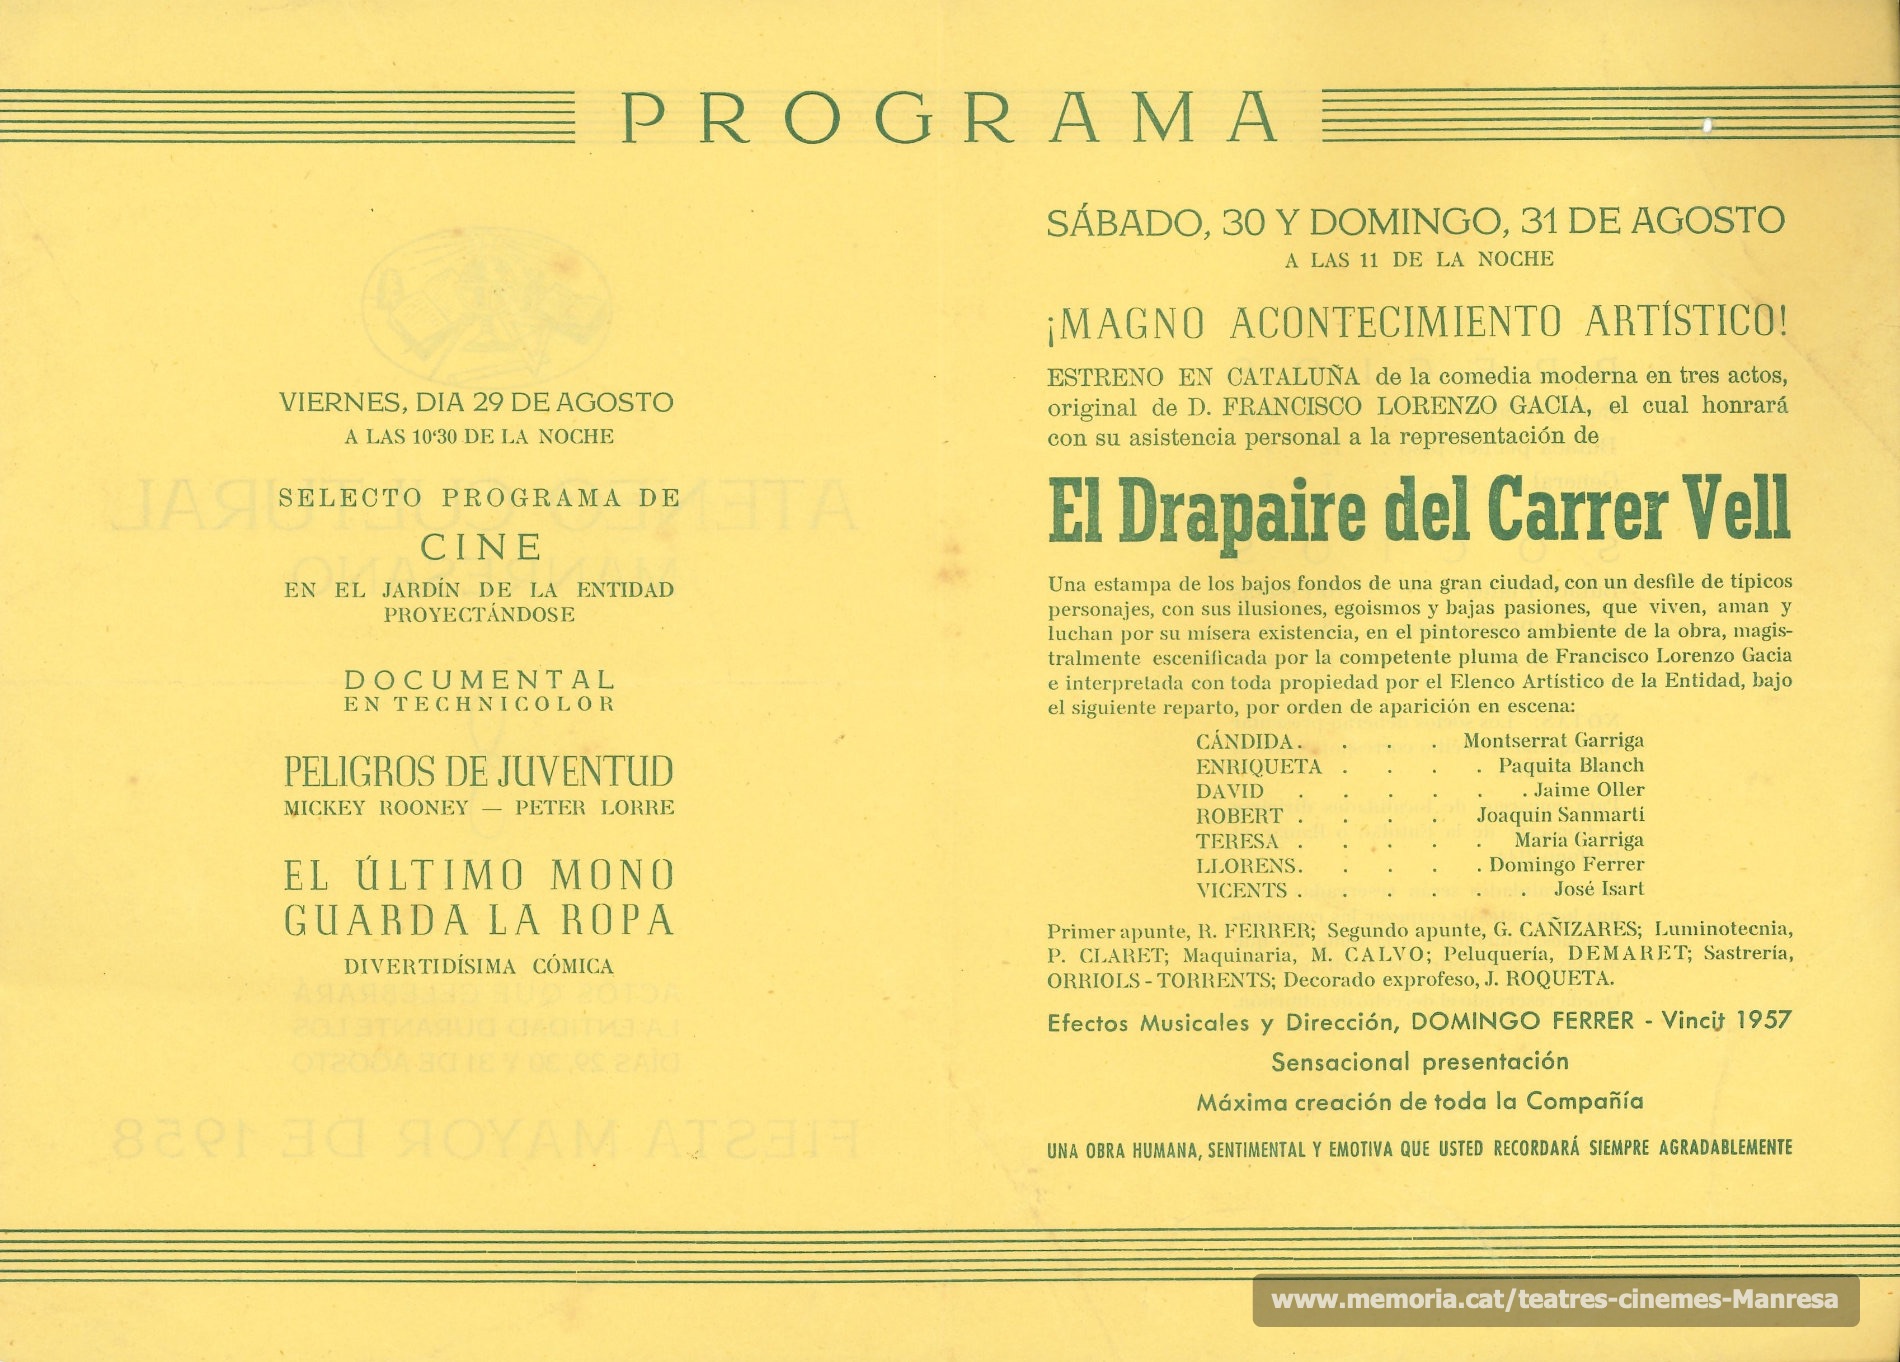 PROGRAMA
VIERNES, DIA 29 DE AGOSTO
A LAS 10'30 DE LA NOCHE
SELECTO PROGRAMA DE
CINE
EN EL JARDÍN DE LA ENTIDAD
PROYECTÁNDOSE
DOCUMENTAL
EN TECHNICOLOR
PELIGROS DE JUVENTUD
MICKEY ROONEY — PETER LORRE
EL ÚLTIMO MONO
GUARDA LA ROPA
DIVERTIDÍSIMA CÓMICA
SÁBADO, 30 Y DOMINGO, 31 DE AGOSTO
A LAS 11 DE LA NOCHE
¡MAGNO ACONTECIMIENTO ARTÍSTICO!
ESTRENO EN CATALUÑA de la comedia moderna en tres actos,
original de D. FRANCISCO LORENZO GACIA, el cual honrará
con su asistencia personal a la representación de
El Drapaire del Carrer Vell
Una estampa de los bajos fondos de una gran ciudad, con un desfile de típicos
personajes, con sus ilusiones, egoismos y bajas pasiones, que viven, aman y
luchan por su mísera existencia, en el pintoresco ambiente de la obra, magis-
tralmente escenificada por la competente pluma de Francisco Lorenzo Gacia
e interpretada con toda propiedad por el Elenco Artístico de la Entidad, bajo
el siguiente reparto, por orden de aparición en escena:
CÁNDIDA . . . . Montserrat Garriga
ENRIQUETA . . . . Paquita Blanch
DAVID . . . . . . Jaime Oller
ROBERT . . . . Joaquín Sanmartí
TERESA . . . . . María Garriga
LLORENS . . . . . Domingo Ferrer
VICENTS . . . . . . José Isart
Primer apunte, R. FERRER; Segundo apunte, G. CAÑIZARES; Luminotecnia,
P. CLARET; Maquinaria, M. CALVO; Peluquería, DEMARET; Sastrería,
ORRIOLS - TORRENTS; Decorado exprofeso, J. ROQUETA.
Efectos Musicales y Dirección, DOMINGO FERRER - Vincit 1957
Sensacional presentación
Máxima creación de toda la Compañía
UNA OBRA HUMANA, SENTIMENTAL Y EMOTIVA QUE USTED RECORDARÁ SIEMPRE AGRADABLEMENTE
www.memoria.cat/teatres-cinemes-Manresa